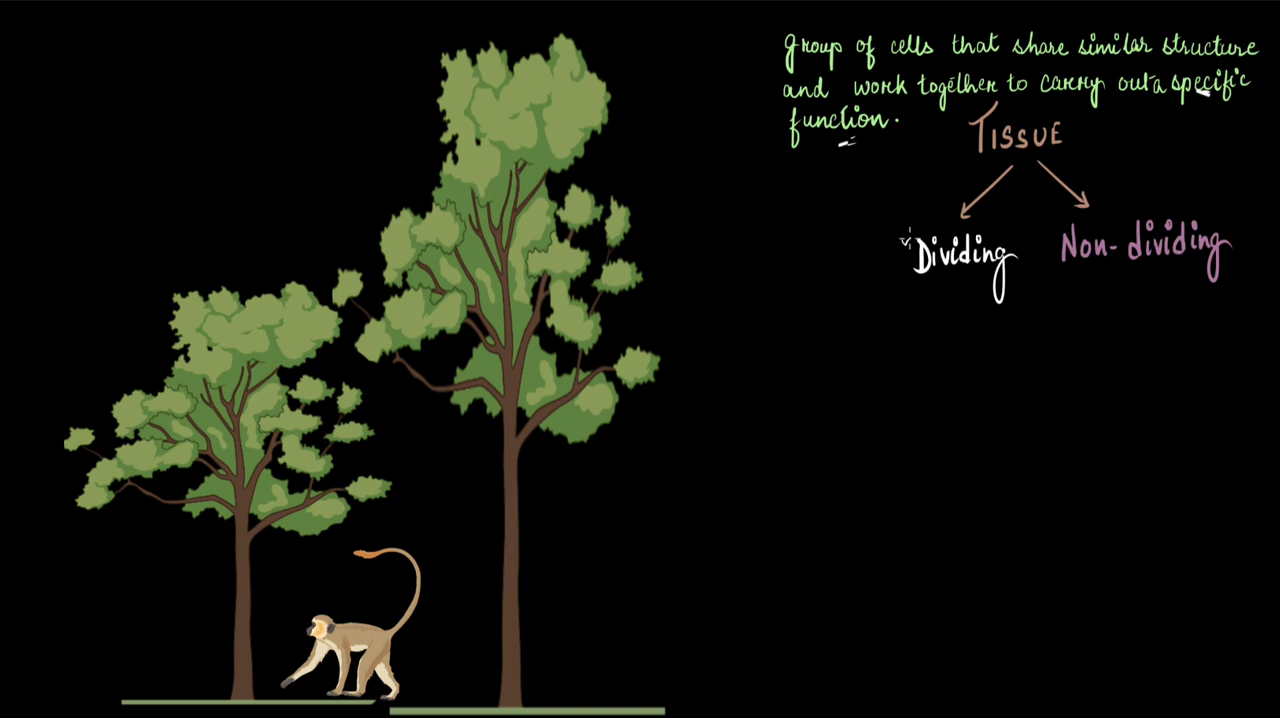 Group of cells that share similar structure
and work together to carry out a specific
function.
TISSUE
Dividing
Non-dividing